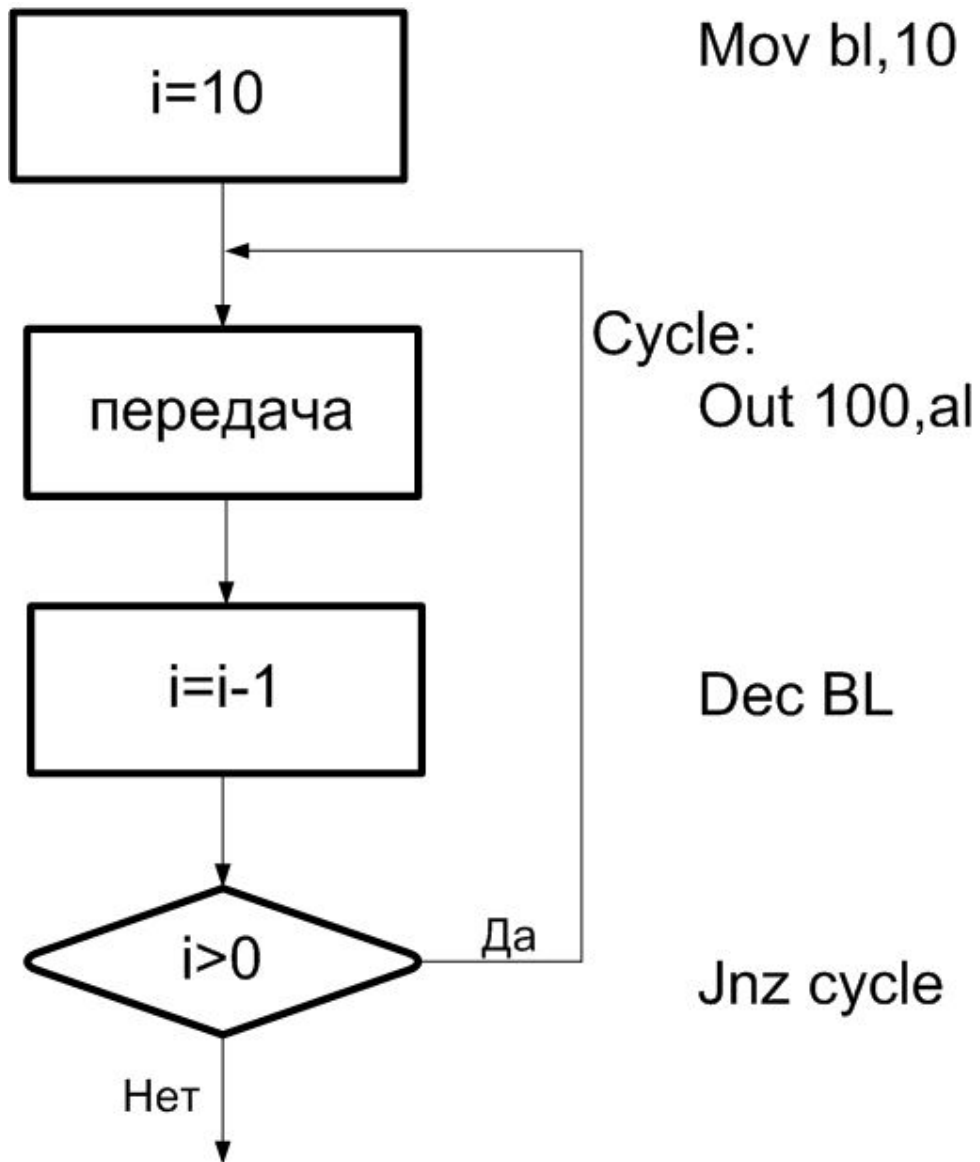 i=10
Mov bl,10
Cycle:
передача
Out 100,al
i=i-1
Dec BL
i>0
Да
Jnz cycle
Нет